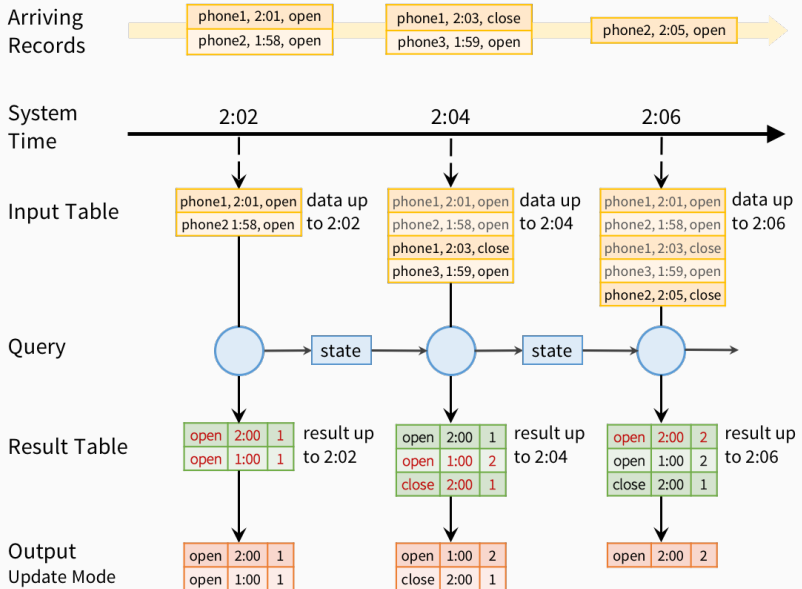 Arriving
Records
phone1, 2:01, open
phone2, 1:58, open
phone1, 2:03, close
phone3, 1:59, open
phone2, 2:05, open
System
Time
2:02
2:04
2:06
Input Table
phone1, 2:01, open
phone2 1:58, open
data up
to 2:02
phone1, 2:01, open
phone2, 1:58, open
phone1, 2:03, close
phone3, 1:59, open
data up
to 2:04
phone1, 2:01, open
phone2, 1:58, open
phone1, 2:03, close
phone3, 1:59, open
phone2, 2:05, close
data up
to 2:06
Query
state
state
Result Table
open 2:00 1
open 1:00 1
result up
to 2:02
open 2:00 1
open 1:00 2
close 2:00 1
result up
to 2:04
open 2:00 2
open 1:00 2
close 2:00 1
result up
to 2:06
Output
Update Mode
open 2:00 1
open 1:00 1
open 1:00 2
close 2:00 1
open 2:00 2